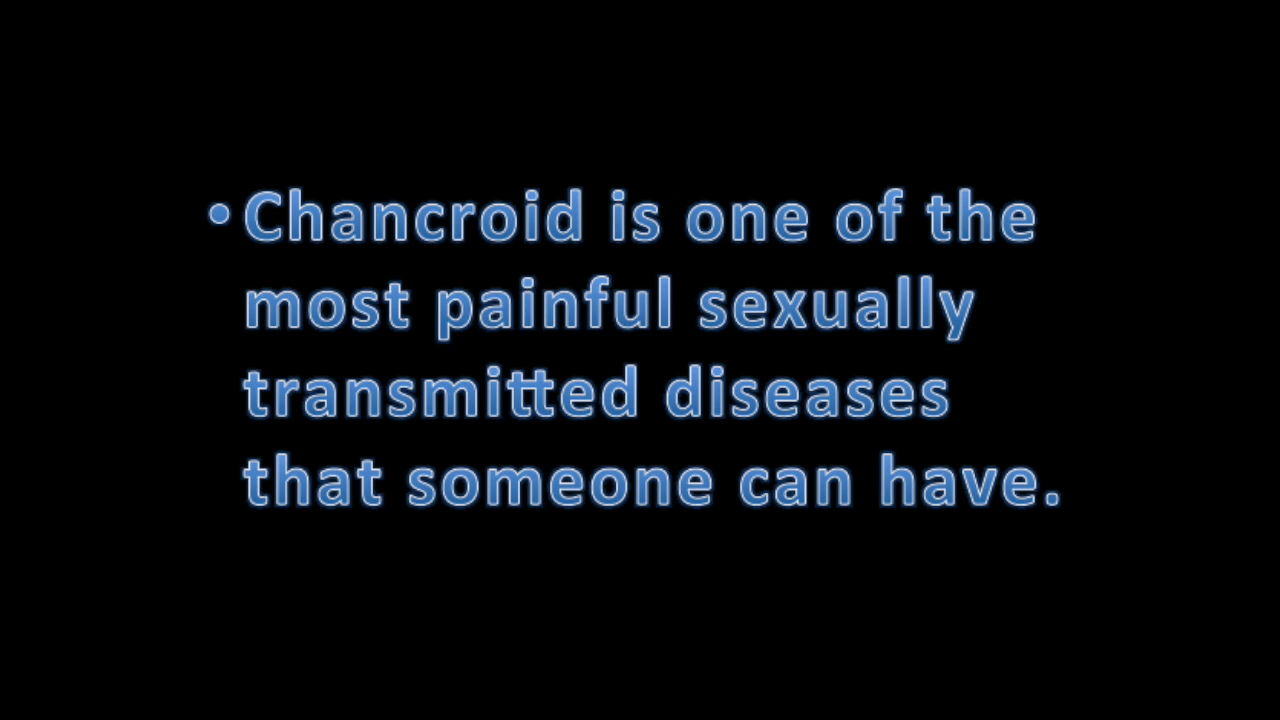 • Chancroid is one of the
most painful sexually
transmitted diseases
that someone can have.